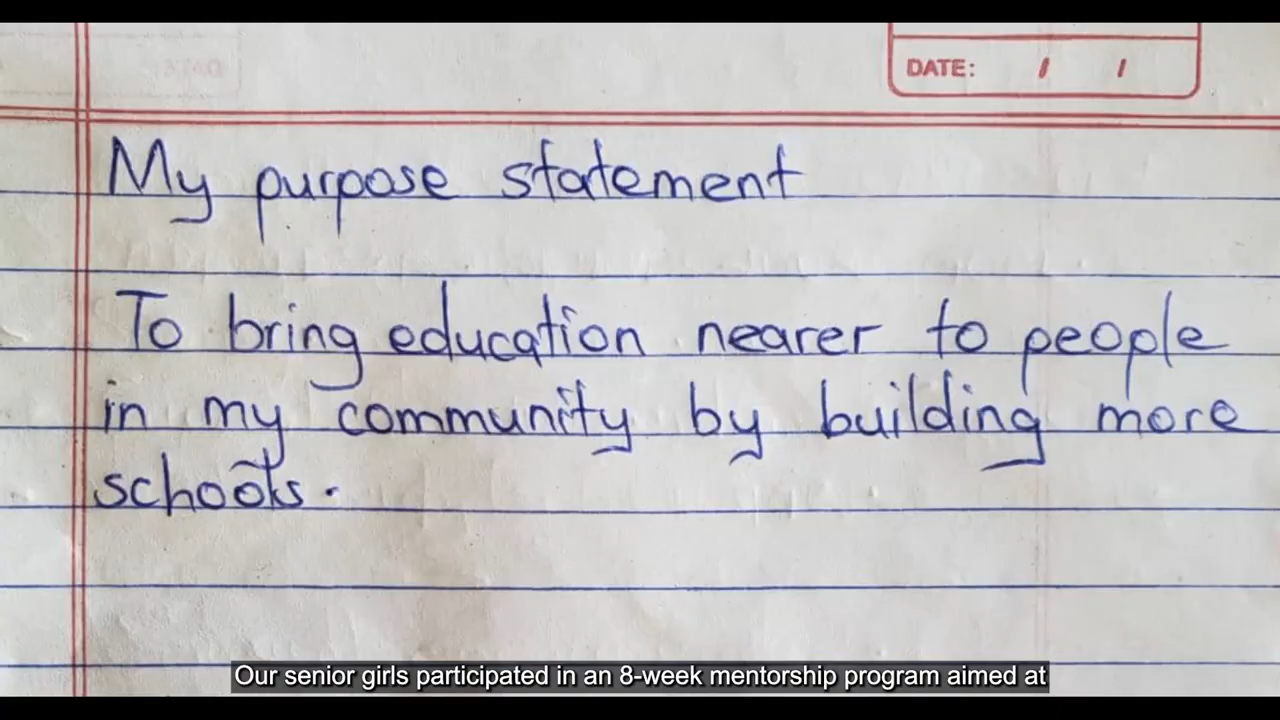 DATE: / /
My purpose statement
To bring education nearer to people
in my community by building more
schools.
Our senior girls participated in an 8-week mentorship program aimed at